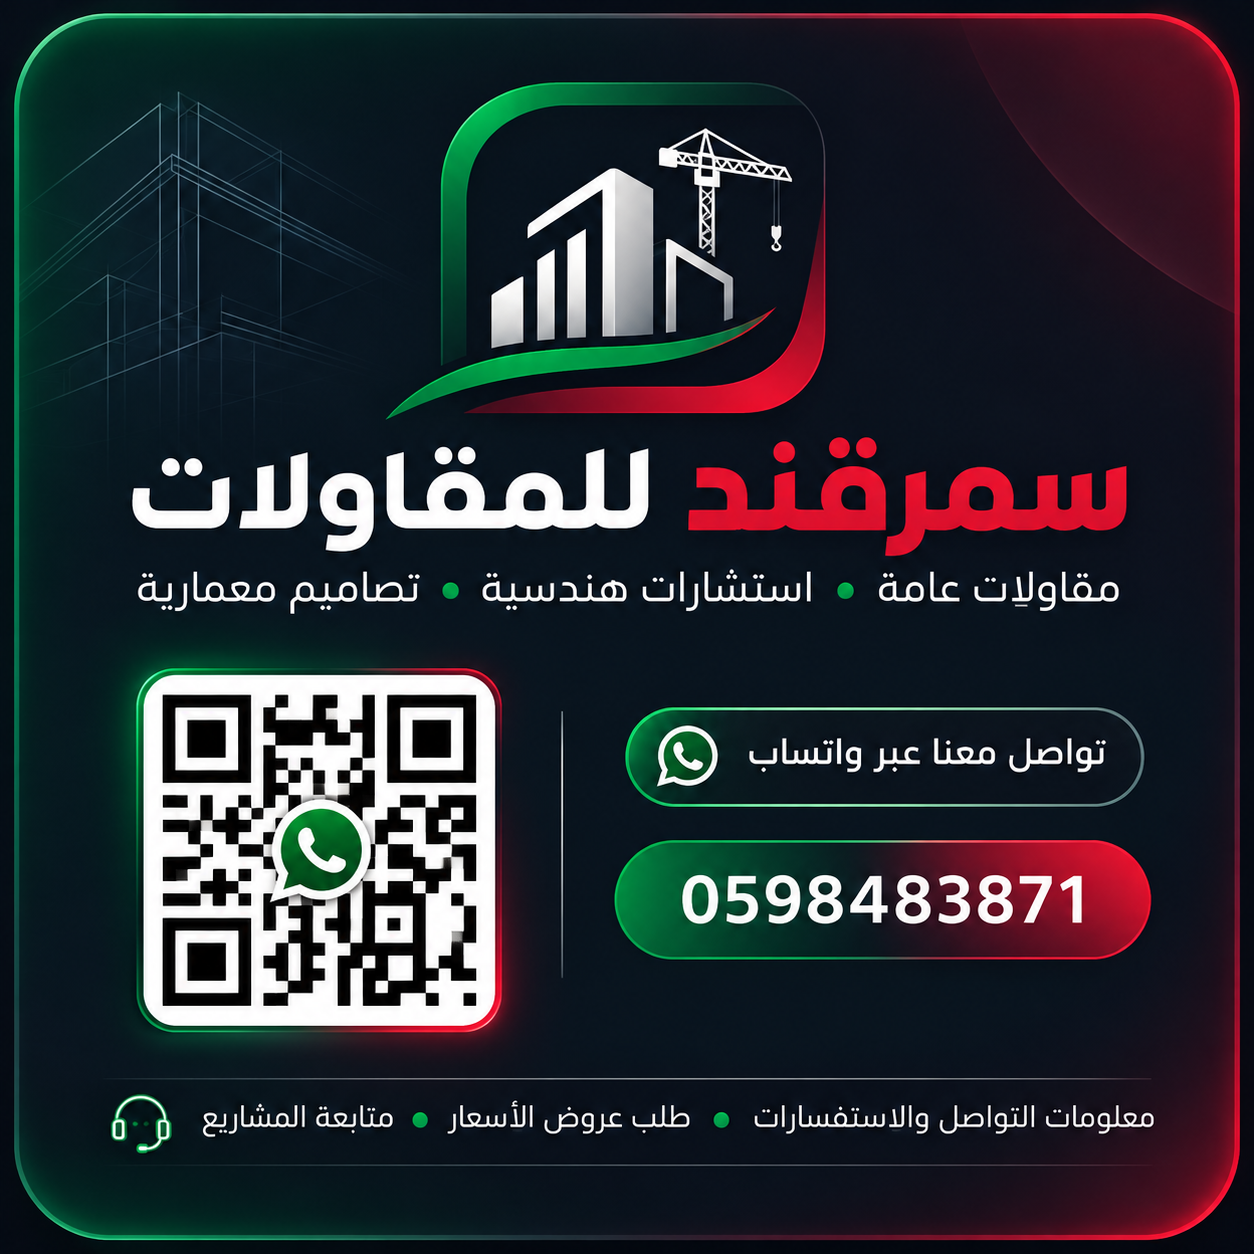 سمرقند للمقاولات
مقاولات عامة • استشارات هندسية • تصاميم معمارية
تواصل معنا عبر واتساب
0598483871
معلومات التواصل والاستفسارات • طلب عروض الأسعار • متابعة المشاريع